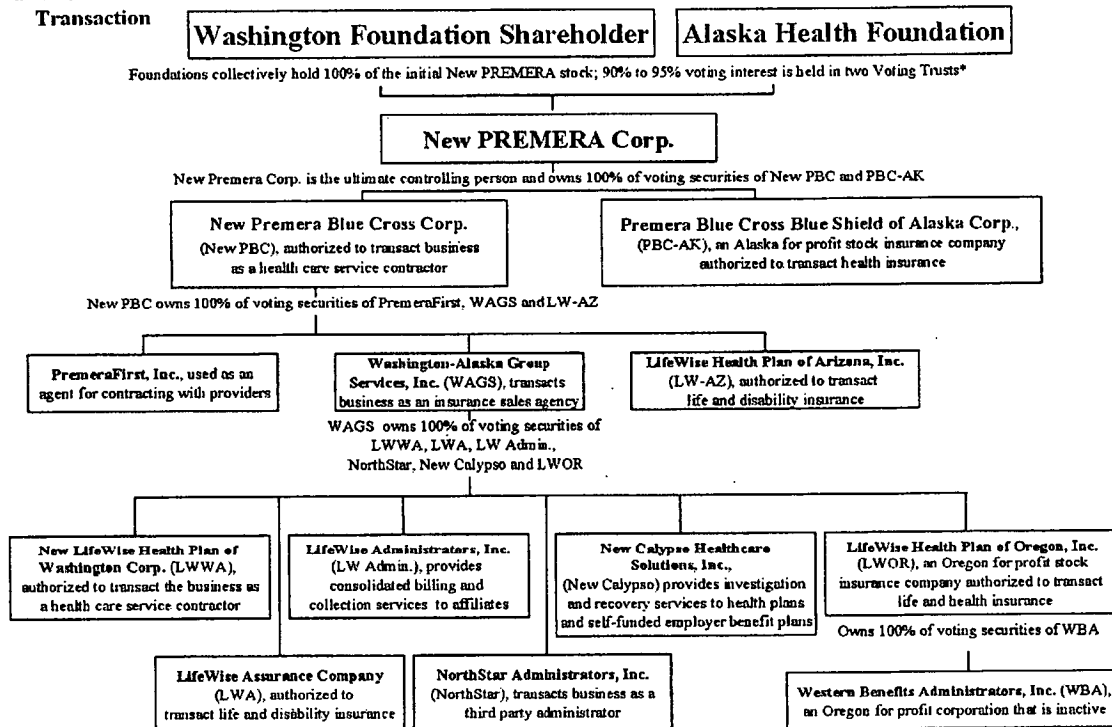 Transaction
Washington Foundation Shareholder
Alaska Health Foundation
Foundations collectively hold 100% of the initial New PREMERA stock; 90% to 95% voting interest is held in two Voting Trusts*
New PREMERA Corp.
New Premera Corp. is the ultimate controlling person and owns 100% of voting securities of New PBC and PBC-AK
New Premera Blue Cross Corp.
(New PBC), authorized to transact business
as a health care service contractor
Premera Blue Cross Blue Shield of Alaska Corp.,
(PBC-AK), an Alaska for profit stock insurance company
authorized to transact health insurance
New PBC owns 100% of voting securities of PremeraFirst, WAGS and LW-AZ
PremeraFirst, Inc., used as an
agent for contracting with providers
Washington-Alaska Group
Services, Inc. (WAGS), transacts
business as an insurance sales agency
LifeWise Health Plan of Arizona, Inc.
(LW-AZ), authorized to transact
life and disability insurance
WAGS owns 100% of voting securities of
LWWA, LWA, LW Admin.,
NorthStar, New Calypso and LWOR
New LifeWise Health Plan of
Washington Corp. (LWWA),
authorized to transact the business as
a health care service contractor
LifeWise Administrators, Inc.
(LW Admin.), provides
consolidated billing and
collection services to affiliates
New Calypso Healthcare
Solutions, Inc.,
(New Calypso) provides investigation
and recovery services to health plans
and self-funded employer benefit plans
LifeWise Health Plan of Oregon, Inc.
(LWOR), an Oregon for profit stock
insurance company authorized to transact
life and health insurance
Owns 100% of voting securities of WBA
LifeWise Assurance Company
(LWA), authorized to
transact life and disability insurance
NorthStar Administrators, Inc.
(NorthStar), transacts business as a
third party administrator
Western Benefits Administrators, Inc. (WBA),
an Oregon for profit corporation that is inactive